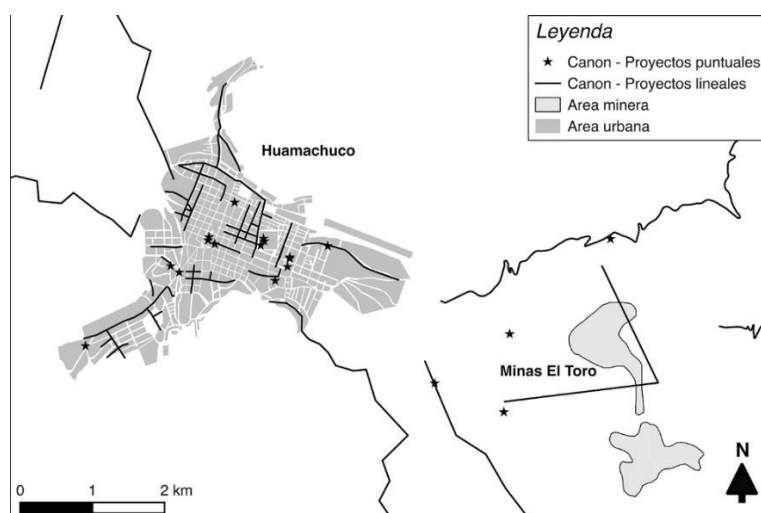 Leyenda
Canon - Proyectos puntuales
Canon - Proyectos lineales
Area minera
Area urbana
Huamachuco
Minas El Toro
N
0 1 2 km